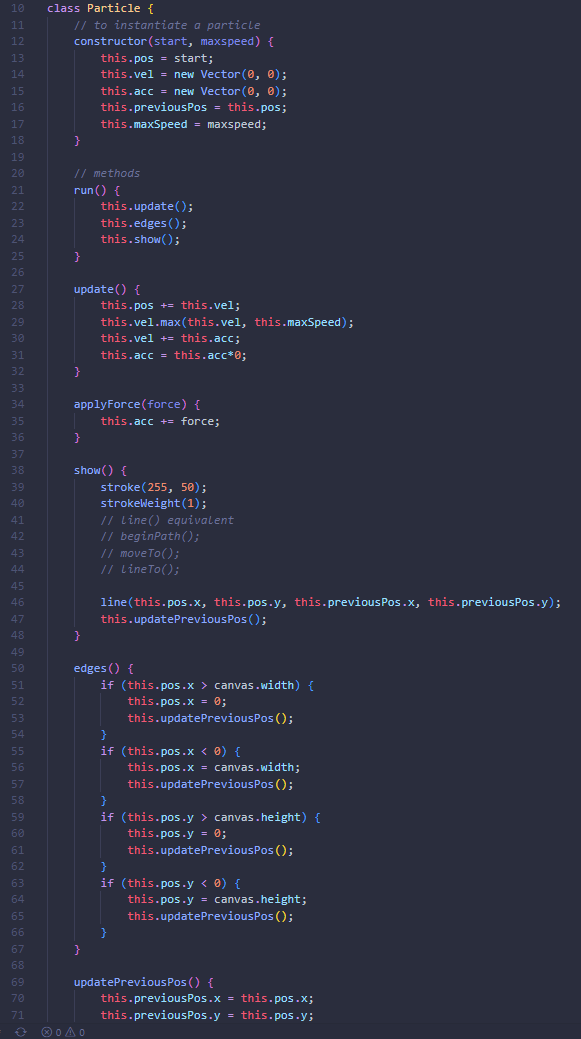 10 class Particle {
11     // to instantiate a particle
12     constructor(start, maxspeed) {
13         this.pos = start;
14         this.vel = new Vector(0, 0);
15         this.acc = new Vector(0, 0);
16         this.previousPos = this.pos;
17         this.maxSpeed = maxspeed;
18     }
19
20     // methods
21     run() {
22         this.update();
23         this.edges();
24         this.show();
25     }
26
27     update() {
28         this.pos += this.vel;
29         this.vel.max(this.vel, this.maxSpeed);
30         this.vel += this.acc;
31         this.acc = this.acc*0;
32     }
33
34     applyForce(force) {
35         this.acc += force;
36     }
37
38     show() {
39         stroke(255, 50);
40         strokeWeight(1);
41         // line() equivalent
42         // beginPath();
43         // moveTo();
44         // lineTo();
45
46         line(this.pos.x, this.pos.y, this.previousPos.x, this.previousPos.y);
47         this.updatePreviousPos();
48     }
49
50     edges() {
51         if (this.pos.x > canvas.width) {
52             this.pos.x = 0;
53             this.updatePreviousPos();
54         }
55         if (this.pos.x < 0) {
56             this.pos.x = canvas.width;
57             this.updatePreviousPos();
58         }
59         if (this.pos.y > canvas.height) {
60             this.pos.y = 0;
61             this.updatePreviousPos();
62         }
63         if (this.pos.y < 0) {
64             this.pos.y = canvas.height;
65             this.updatePreviousPos();
66         }
67     }
68
69     updatePreviousPos() {
70         this.previousPos.x = this.pos.x;
71         this.previousPos.y = this.pos.y;
0 0